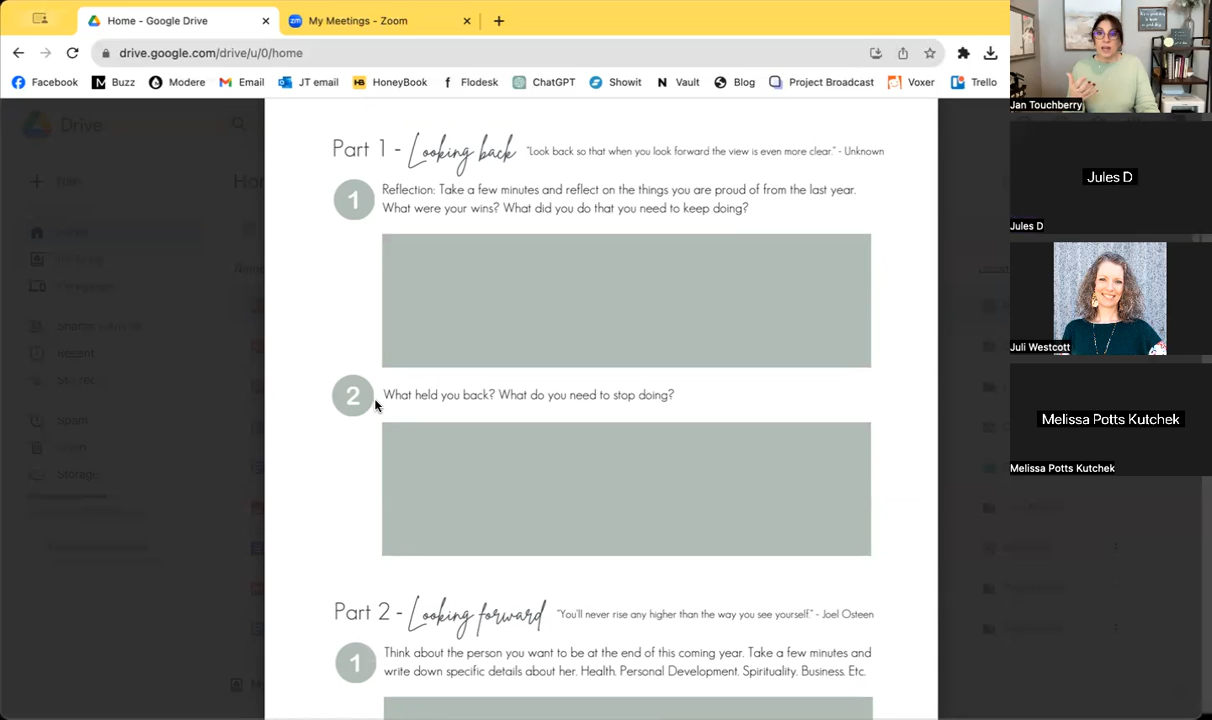 Home - Google Drive
My Meetings - Zoom
drive.google.com/drive/u/0/home
Facebook
Buzz
Modere
Email
JT email
HoneyBook
Flodesk
ChatGPT
Showit
Vault
Blog
Project Broadcast
Voxer
Trello
Drive
Part 1 - Looking back "Look back so that when you look forward the view is even more clear." - Unknown
1
Reflection: Take a few minutes and reflect on the things you are proud of from the last year.
What were your wins? What did you do that you need to keep doing?
2
What held you back? What do you need to stop doing?
Part 2 - Looking forward "You'll never rise any higher than the way you see yourself." - Joel Osteen
1
Think about the person you want to be at the end of this coming year. Take a few minutes and
write down specific details about her. Health. Personal Development. Spirituality. Business. Etc.
Recent
Spam
Storage
Jan Touchberry
Jules D
Jules D
Juli Westcott
Melissa Potts Kutchek
Melissa Potts Kutchek